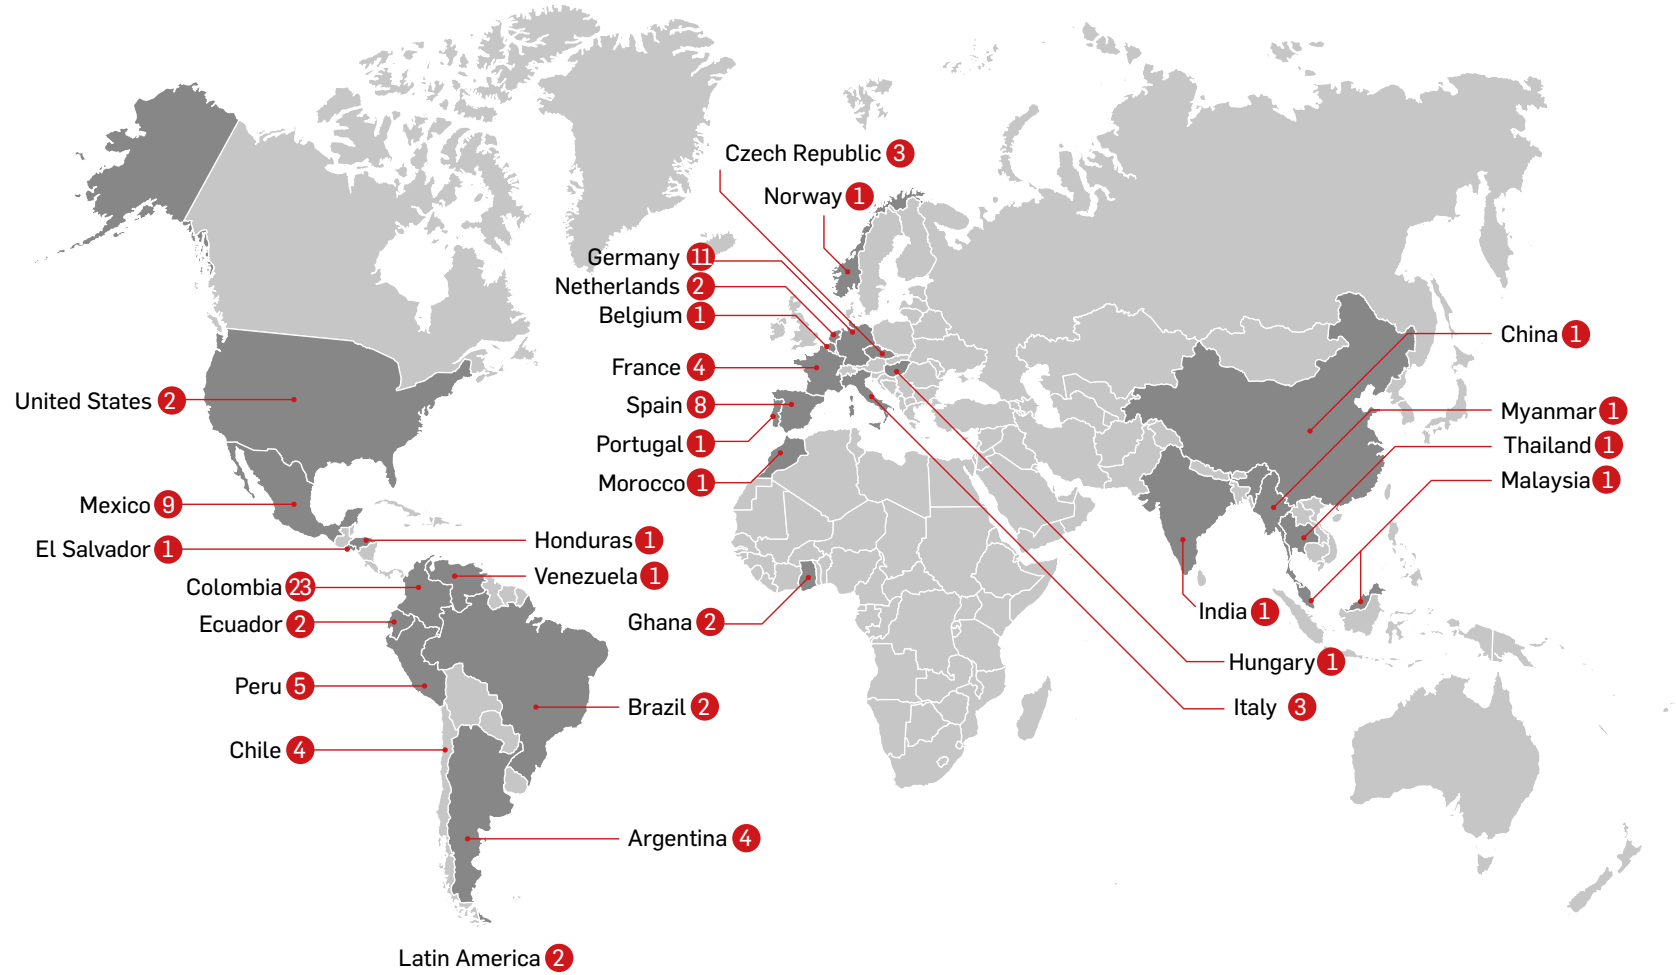 Czech Republic 3
Norway 1
Germany 11
Netherlands 2
Belgium 1
France 4
Spain 8
Portugal 1
Morocco 1
China 1
Myanmar 1
Thailand 1
Malaysia 1
United States 2
Mexico 9
El Salvador 1
Honduras 1
Venezuela 1
Colombia 23
Ecuador 2
Ghana 2
India 1
Hungary 1
Peru 5
Brazil 2
Italy 3
Chile 4
Argentina 4
Latin America 2